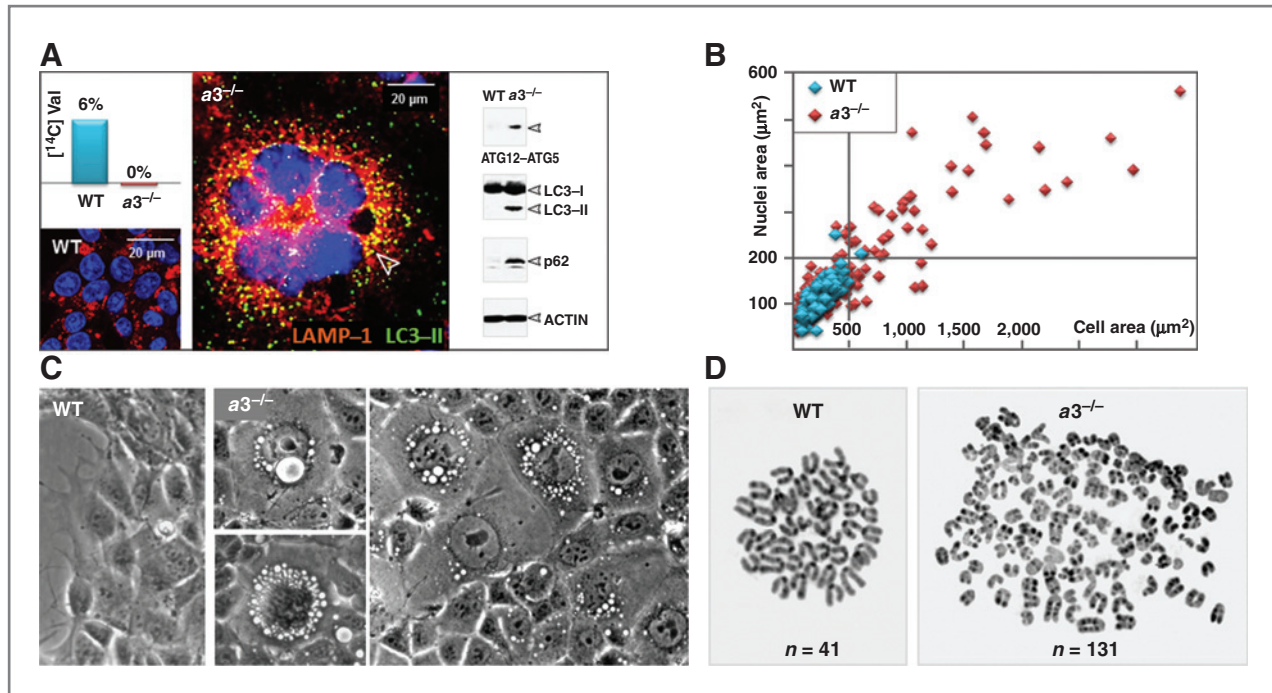 A
[¹⁴C] Val
6%
0%
WT
a3⁻/⁻
WT
20 µm
a3⁻/⁻
20 µm
LAMP–1 LC3–II
WT a3⁻/⁻
ATG12–ATG5
LC3–I
LC3–II
p62
ACTIN
B
WT
a3⁻/⁻
Nuclei area (µm²)
600
200
100
500
1,000
1,500
2,000
Cell area (µm²)
C
WT
a3⁻/⁻
D
WT
n = 41
a3⁻/⁻
n = 131